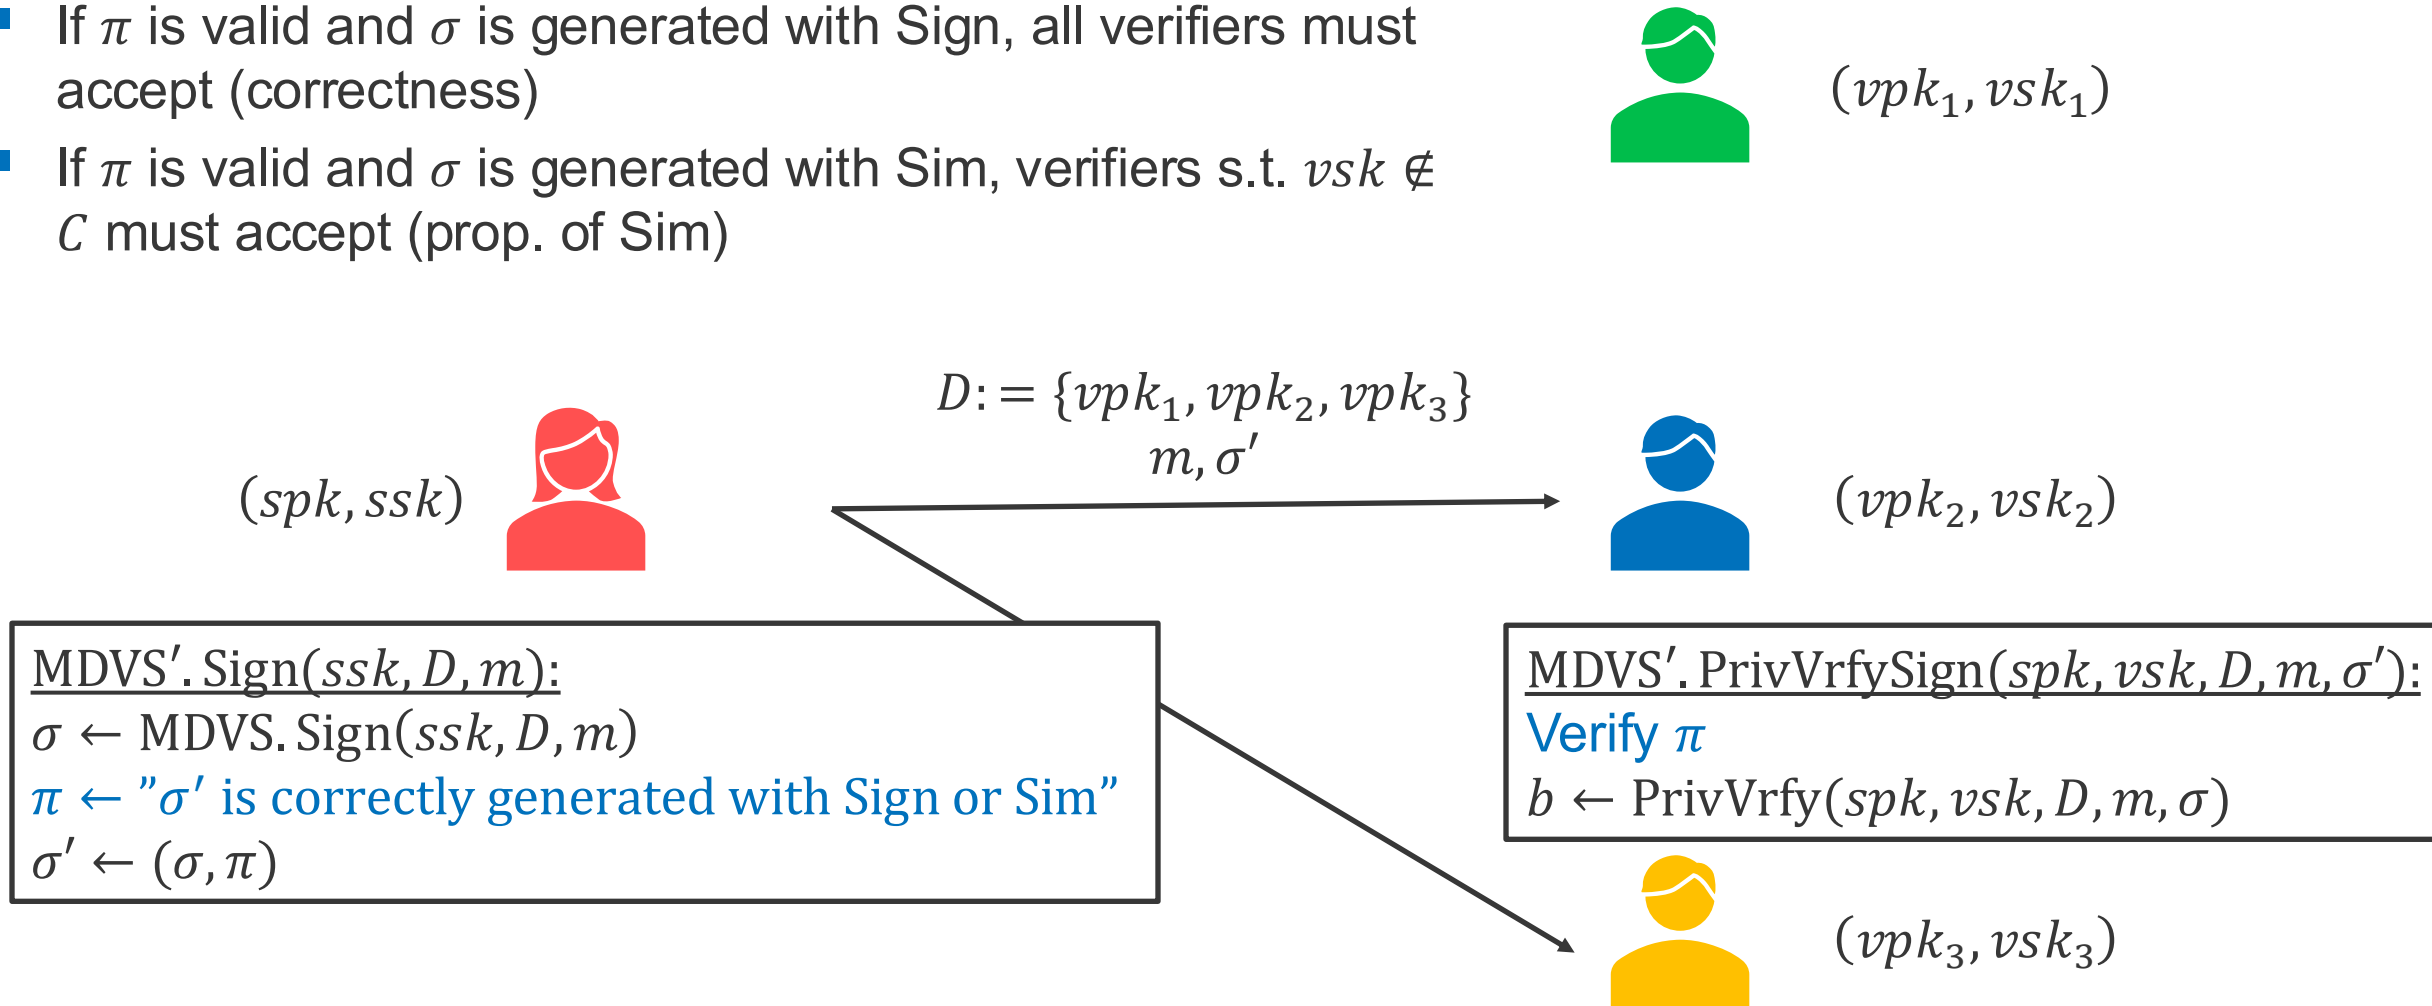 If π is valid and σ is generated with Sign, all verifiers must
accept (correctness)
If π is valid and σ is generated with Sim, verifiers s.t. vsk ∉
C must accept (prop. of Sim)
(vpk₁, vsk₁)
D := {vpk₁, vpk₂, vpk₃}
m, σ′
(spk, ssk)
(vpk₂, vsk₂)
MDVS′. Sign(ssk, D, m):
σ ← MDVS. Sign(ssk, D, m)
π ← ”σ′ is correctly generated with Sign or Sim”
σ′ ← (σ, π)
MDVS′. PrivVrfySign(spk, vsk, D, m, σ′):
Verify π
b ← PrivVrfy(spk, vsk, D, m, σ)
(vpk₃, vsk₃)